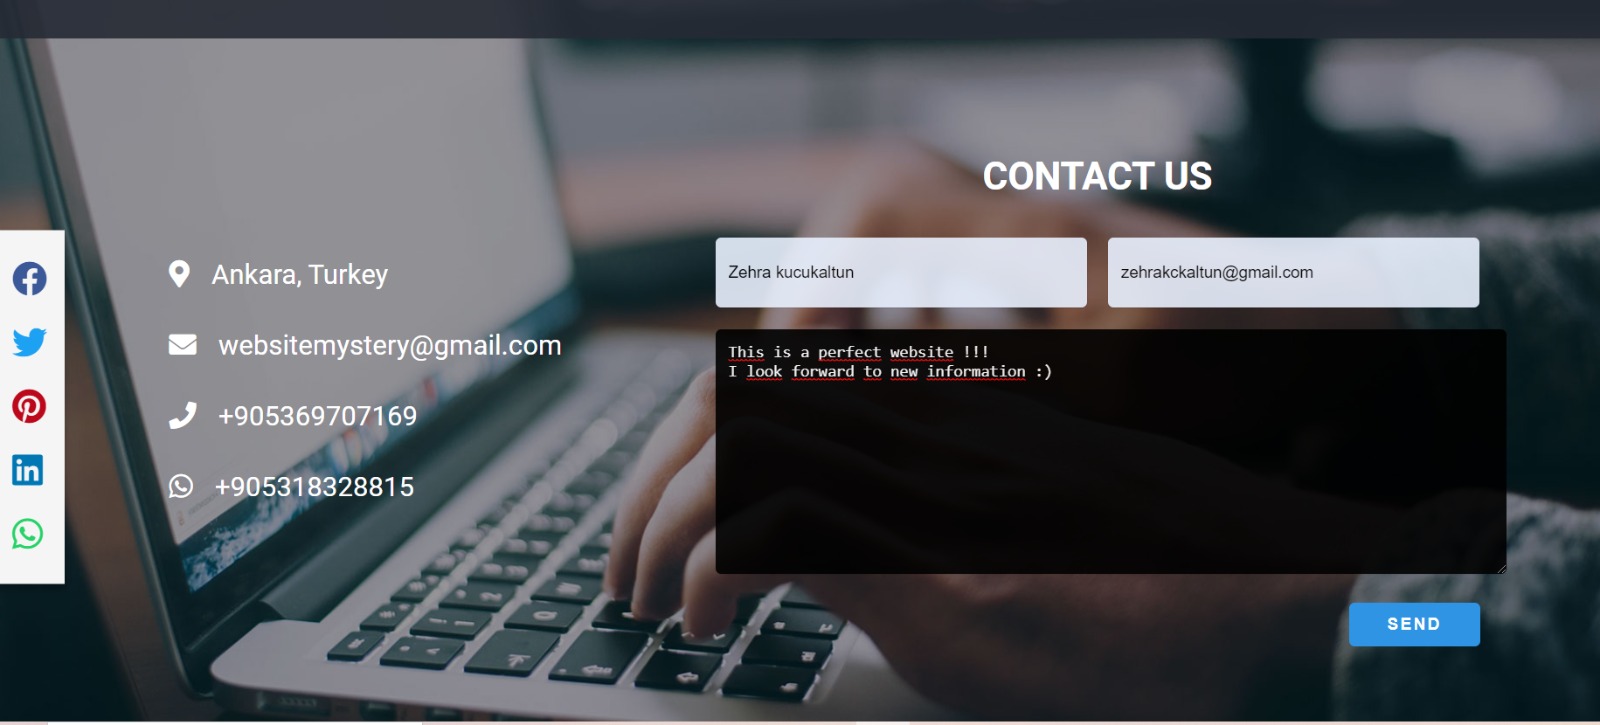 CONTACT US
Ankara, Turkey
websitemystery@gmail.com
+905369707169
+905318328815
Zehra kucukaltun
zehrakckaltun@gmail.com
This is a perfect website !!!
I look forward to new information :)
SEND